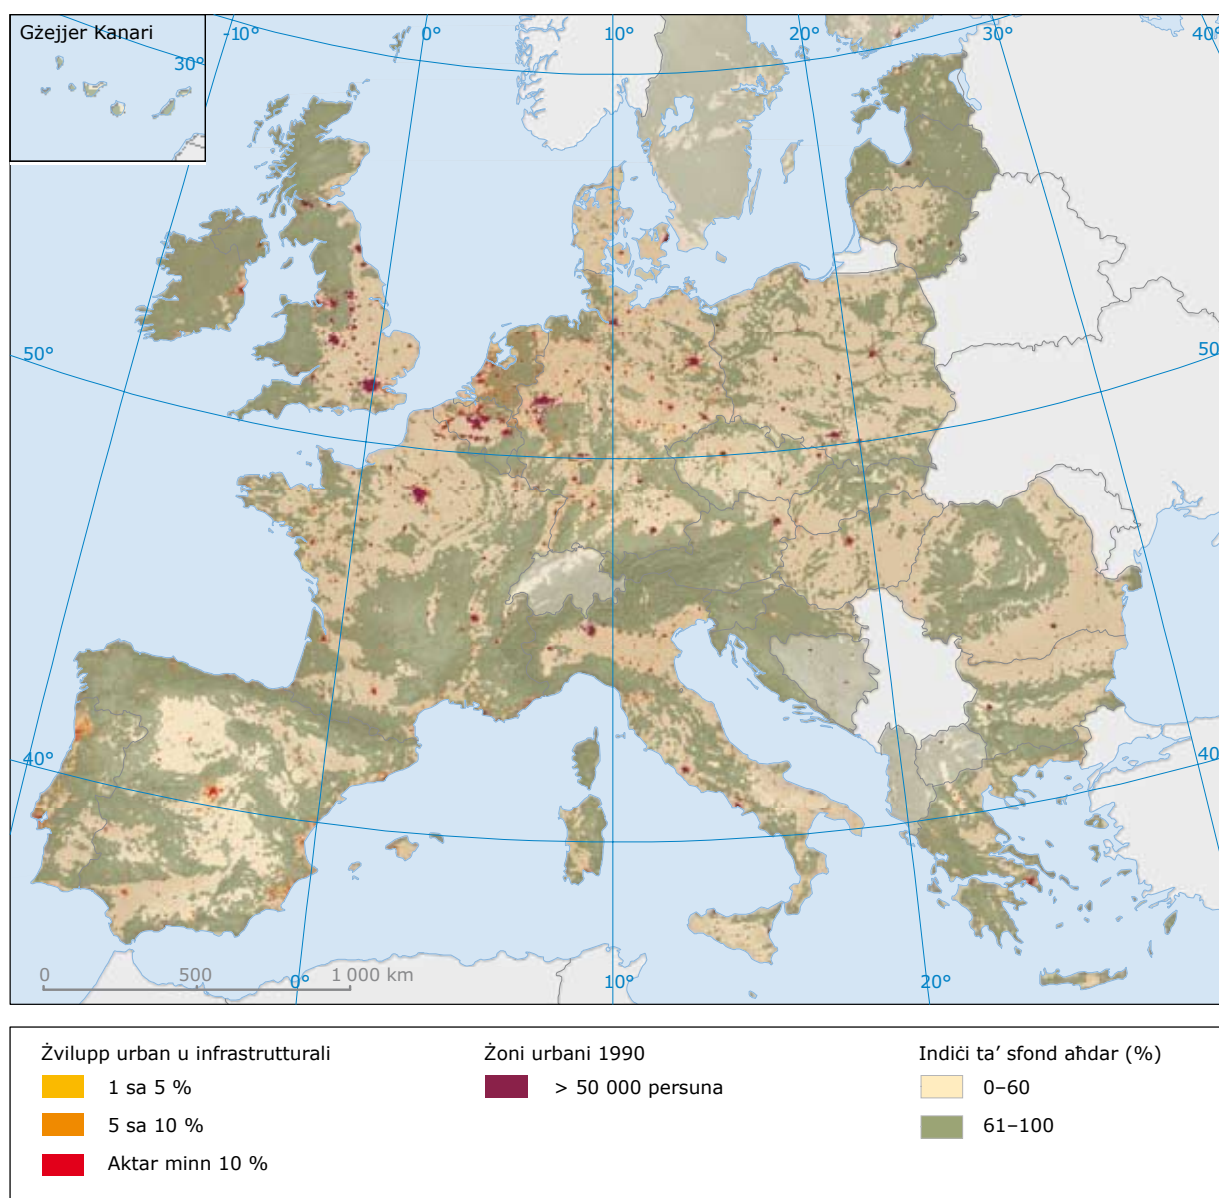 Gżejjer Kanari
-10°
0°
10°
20°
30°
40°
30°
50°
50°
40°
40°
0
500
1 000 km
0°
10°
20°
Żvilupp urban u infrastrutturali
1 sa 5 %
5 sa 10 %
Aktar minn 10 %
Żoni urbani 1990
> 50 000 persuna
Indiċi ta’ sfond aħdar (%)
0–60
61–100